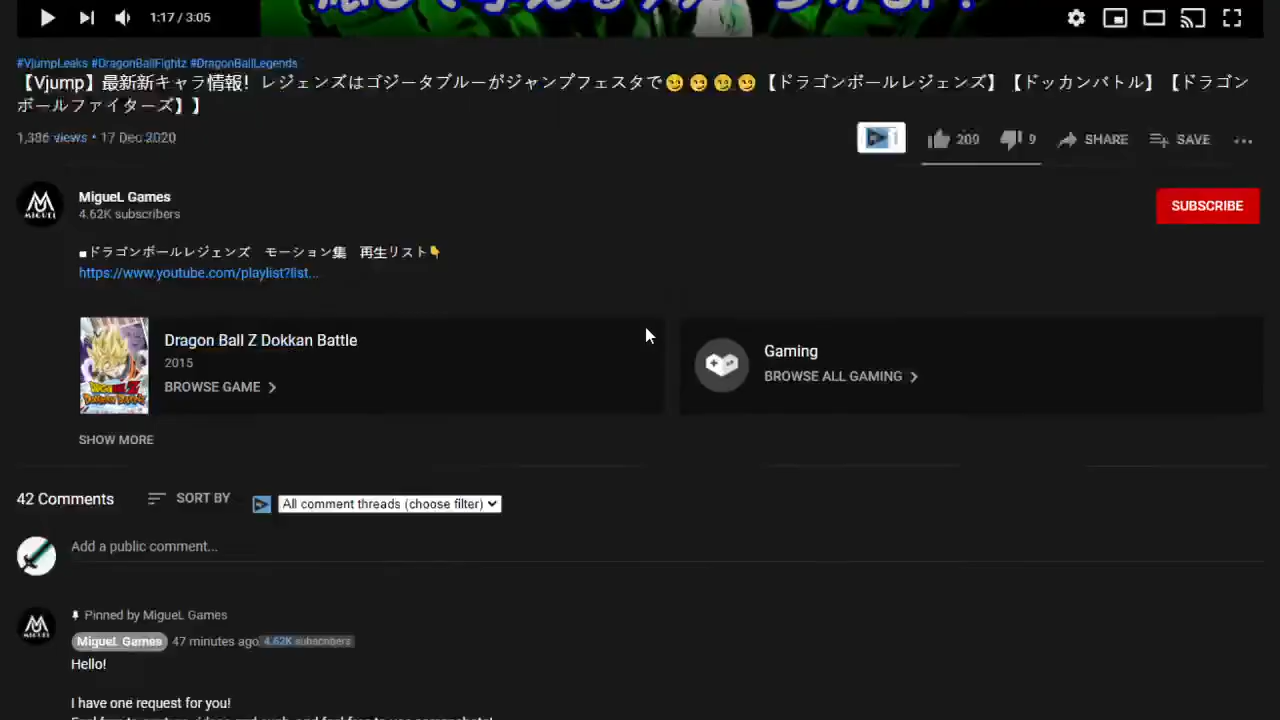 1:17 / 3:05
#VjumpLeaks #DragonBallFightz #DragonBallLegends
【Vjump】最新新キャラ情報！レジェンズはゴジータブルーがジャンプフェスタで😏😏😏😏【ドラゴンボールレジェンズ】【ドッカンバトル】【ドラゴン
ボールファイターズ】】
1,386 views • 17 Dec 2020
1 209 9 SHARE SAVE
MIGUEL
MigueL Games
4.62K subscribers
SUBSCRIBE
■ドラゴンボールレジェンズ　モーション集　再生リスト👇
https://www.youtube.com/playlist?list...
Dragon Ball Z Dokkan Battle
2015
BROWSE GAME
Gaming
BROWSE ALL GAMING
SHOW MORE
42 Comments SORT BY All comment threads (choose filter)
Add a public comment...
Pinned by MigueL Games
MigueL Games 47 minutes ago 4.62K subscribers
Hello!
I have one request for you!